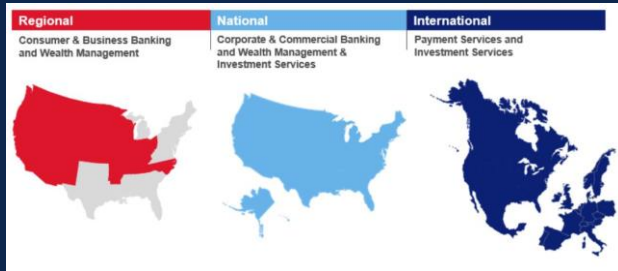 Regional
Consumer & Business Banking
and Wealth Management
National
Corporate & Commercial Banking
and Wealth Management &
Investment Services
International
Payment Services and
Investment Services